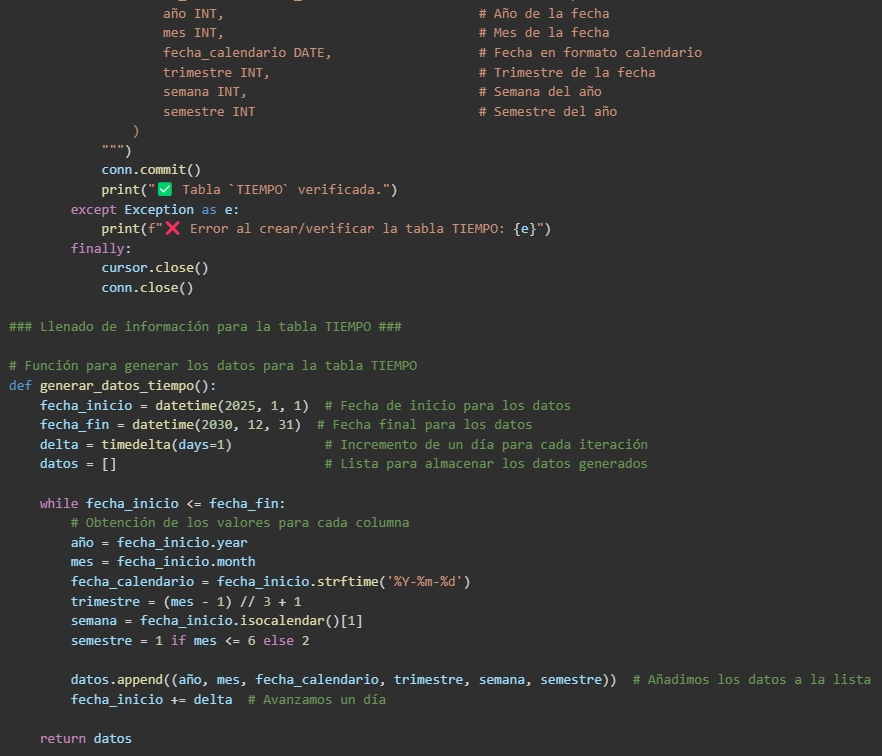 año INT, # Año de la fecha
mes INT, # Mes de la fecha
fecha_calendario DATE, # Fecha en formato calendario
trimestre INT, # Trimestre de la fecha
semana INT, # Semana del año
semestre INT # Semestre del año
)
""")
conn.commit()
print("✅ Tabla `TIEMPO` verificada.")
except Exception as e:
print(f"❌ Error al crear/verificar la tabla TIEMPO: {e}")
finally:
cursor.close()
conn.close()
### Llenado de información para la tabla TIEMPO ###
# Función para generar los datos para la tabla TIEMPO
def generar_datos_tiempo():
fecha_inicio = datetime(2025, 1, 1) # Fecha de inicio para los datos
fecha_fin = datetime(2030, 12, 31) # Fecha final para los datos
delta = timedelta(days=1) # Incremento de un día para cada iteración
datos = [] # Lista para almacenar los datos generados
while fecha_inicio <= fecha_fin:
# Obtención de los valores para cada columna
año = fecha_inicio.year
mes = fecha_inicio.month
fecha_calendario = fecha_inicio.strftime('%Y-%m-%d')
trimestre = (mes - 1) // 3 + 1
semana = fecha_inicio.isocalendar()[1]
semestre = 1 if mes <= 6 else 2
datos.append((año, mes, fecha_calendario, trimestre, semana, semestre)) # Añadimos los datos a la lista
fecha_inicio += delta # Avanzamos un día
return datos